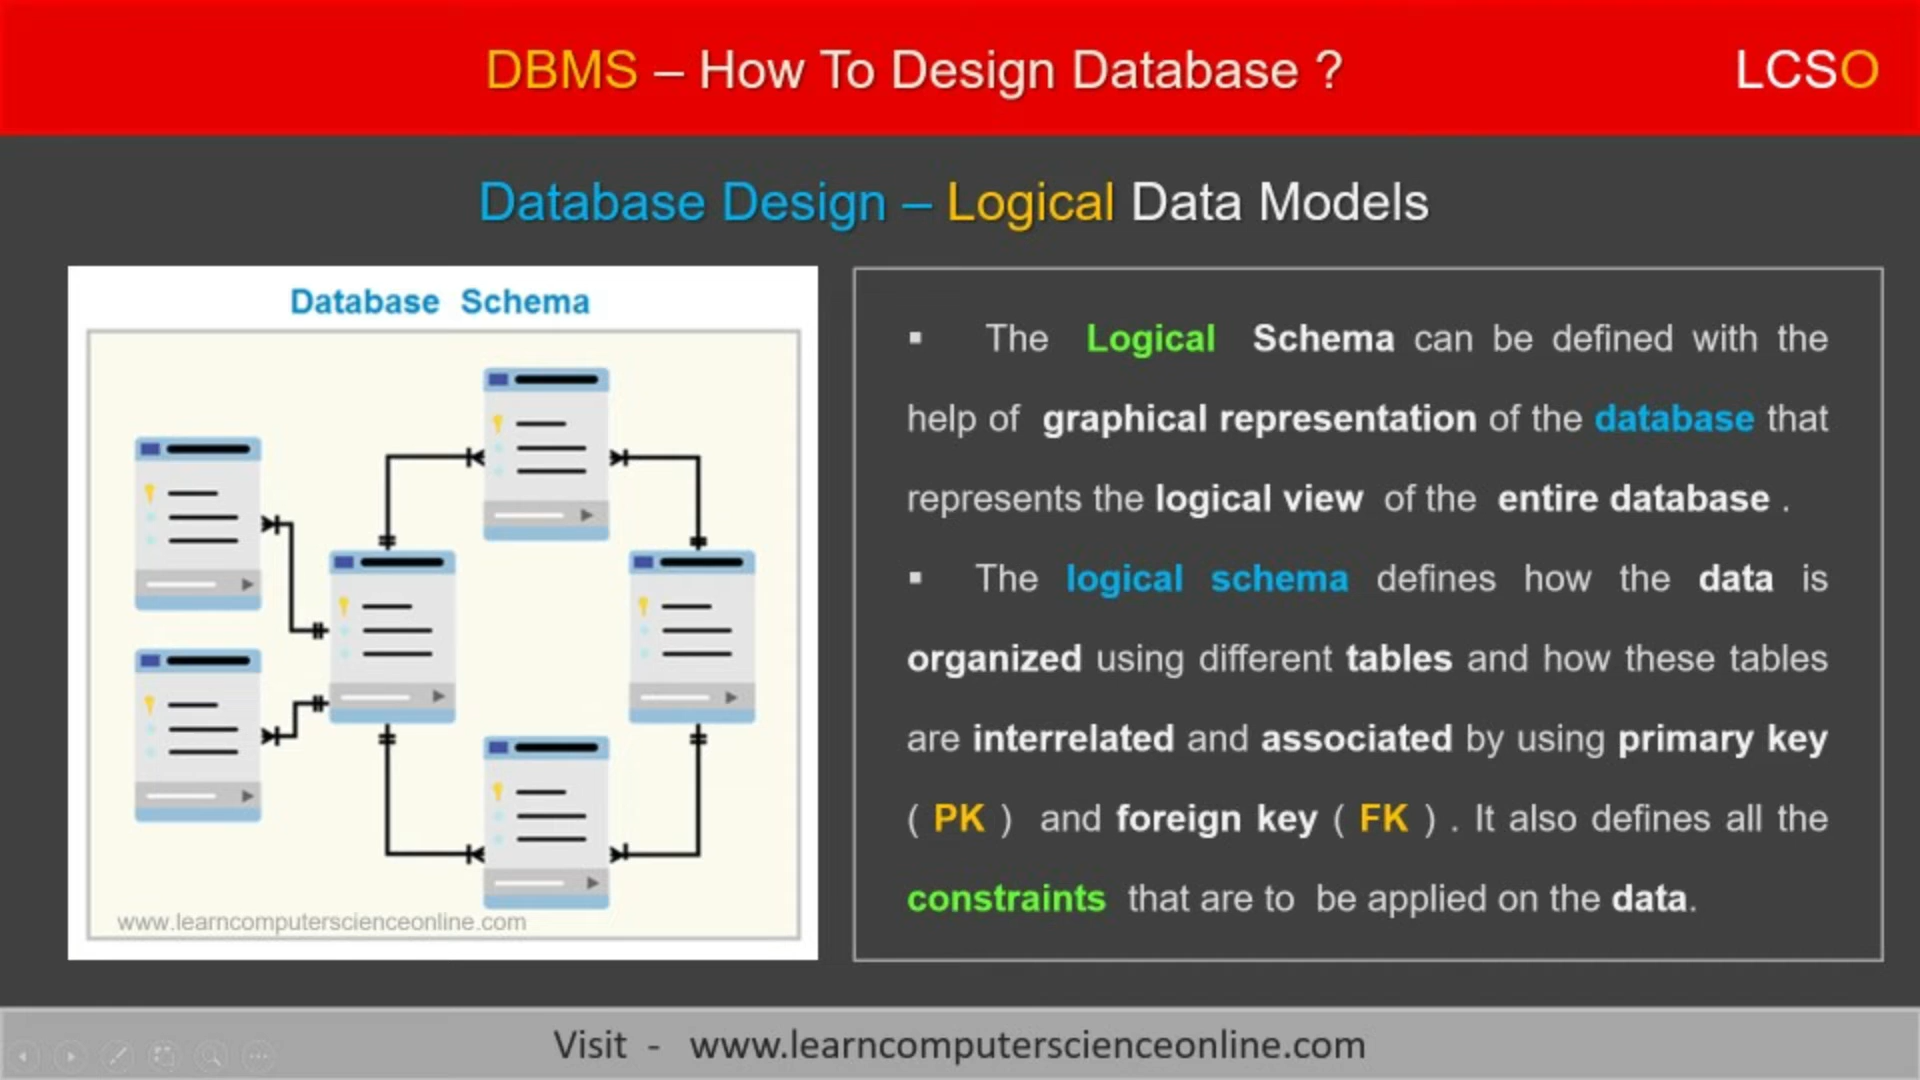 DBMS – How To Design Database ?
LCSO
Database Design – Logical Data Models
Database Schema
www.learncomputerscienceonline.com
▪ The Logical Schema can be defined with the
help of graphical representation of the database that
represents the logical view of the entire database .
▪ The logical schema defines how the data is
organized using different tables and how these tables
are interrelated and associated by using primary key
( PK ) and foreign key ( FK ) . It also defines all the
constraints that are to be applied on the data.
Visit - www.learncomputerscienceonline.com